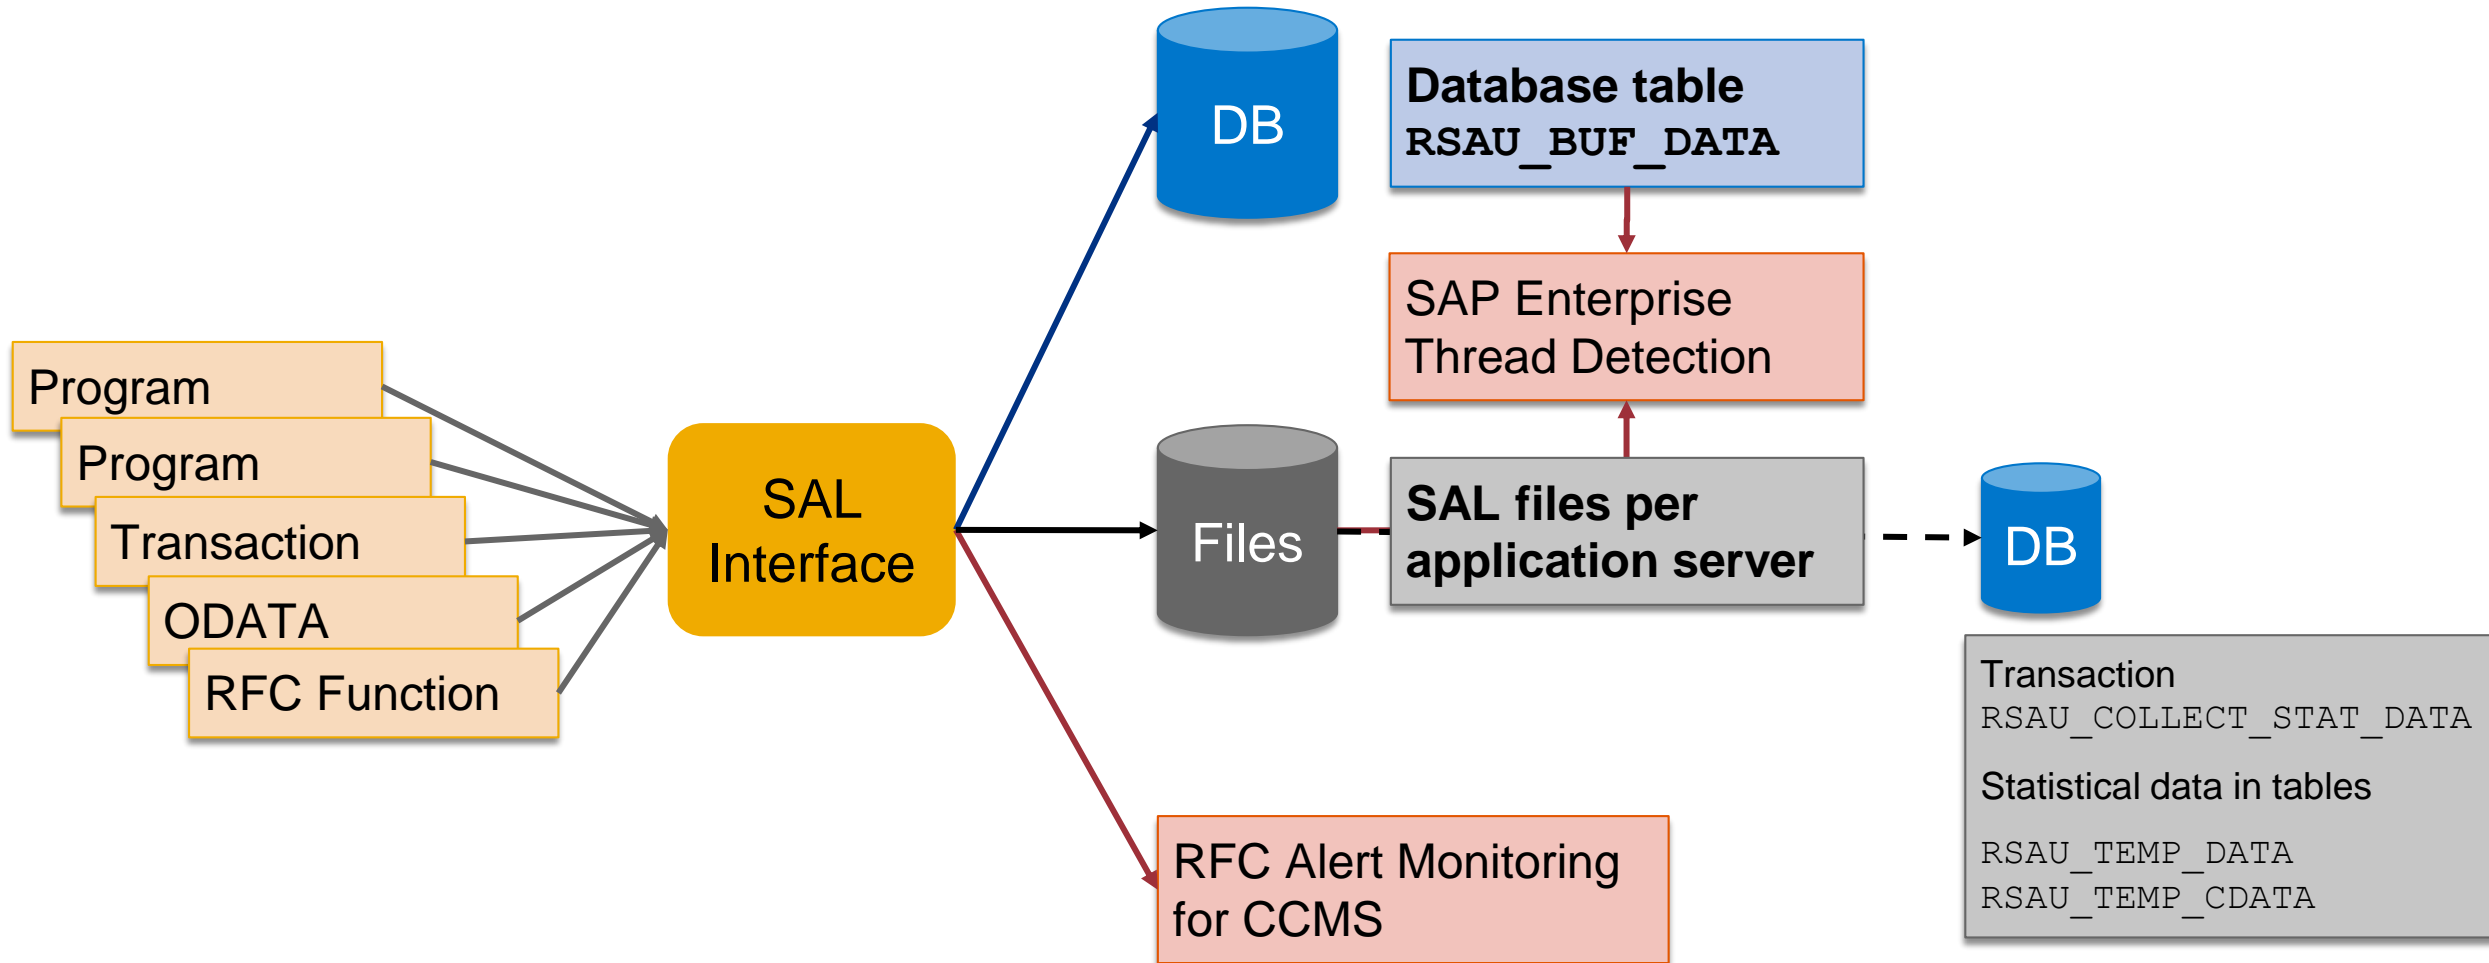 Program
Program
Transaction
ODATA
RFC Function
SAL
Interface
DB
Database table
RSAU_BUF_DATA
SAP Enterprise
Thread Detection
Files
SAL files per
application server
DB
Transaction
RSAU_COLLECT_STAT_DATA
Statistical data in tables
RSAU_TEMP_DATA
RSAU_TEMP_CDATA
RFC Alert Monitoring
for CCMS